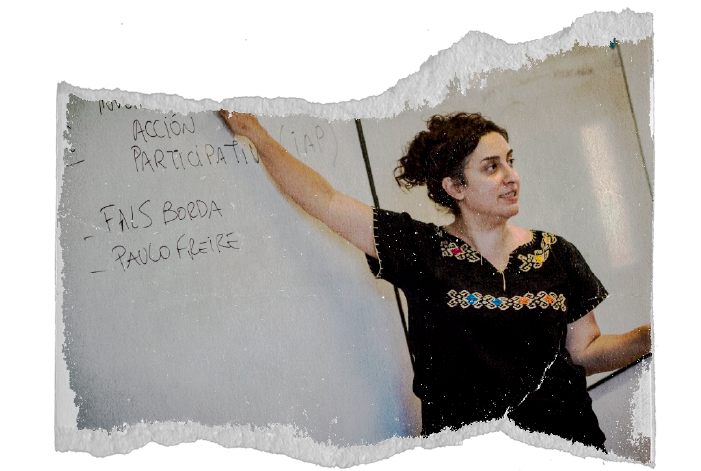 ACCIÓN
PARTICIPATIV (iAP)
- FALS BORDA
- PAULO FREIRE